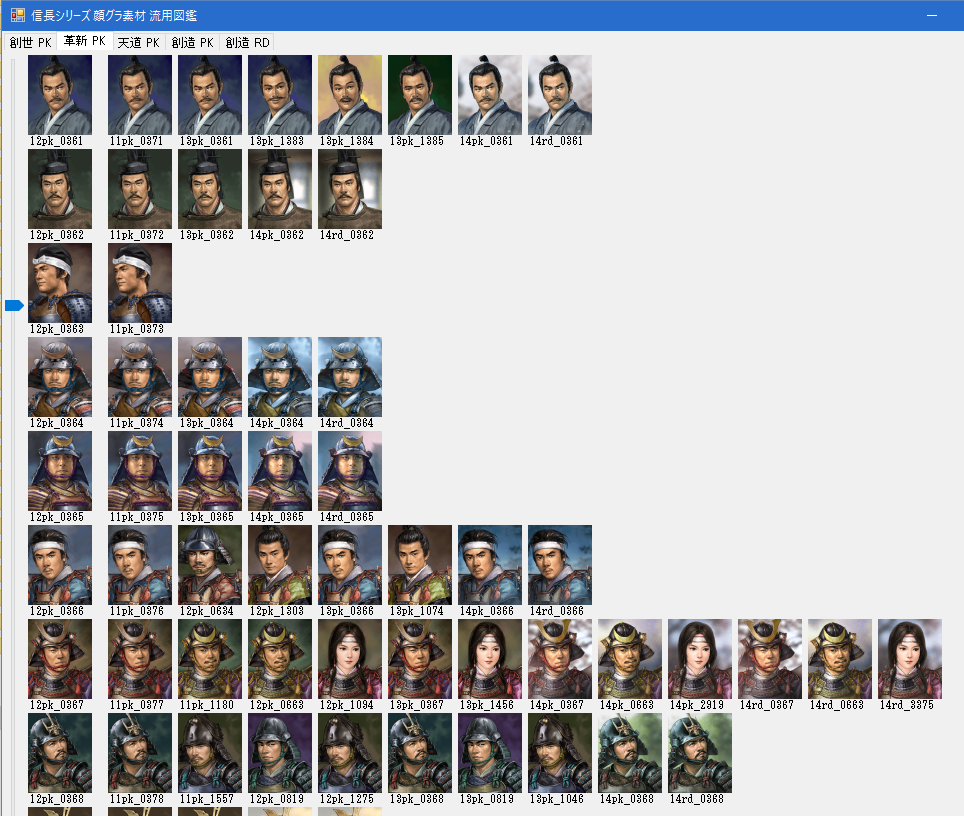 信長シリーズ 顔グラ素材 流用図鑑
創世 PK 革新 PK 天道 PK 創造 PK 創造 RD
12pk_0361 11pk_0371 13pk_0361 13pk_1383 13pk_1384 13pk_1385 14pk_0361 14rd_0361
12pk_0362 11pk_0372 13pk_0362 14pk_0362 14rd_0362
12pk_0363 11pk_0373
12pk_0364 11pk_0374 13pk_0364 14pk_0364 14rd_0364
12pk_0365 11pk_0375 13pk_0365 14pk_0365 14rd_0365
12pk_0366 11pk_0376 12pk_0634 12pk_1303 13pk_0366 13pk_1074 14pk_0366 14rd_0366
12pk_0367 11pk_0377 11pk_1180 12pk_0663 12pk_1094 13pk_0367 13pk_1456 14pk_0367 14pk_0663 14pk_2919 14rd_0367 14rd_0663 14rd_3375
12pk_0368 11pk_0378 11pk_1557 12pk_0819 12pk_1275 13pk_0368 13pk_0819 13pk_1046 14pk_0368 14rd_0368